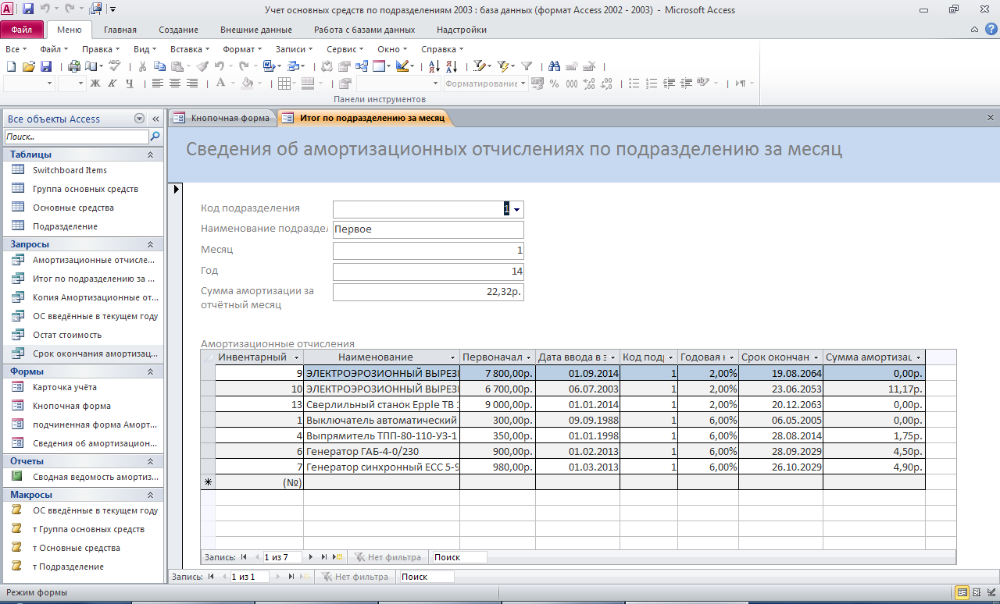 Учет основных средств по подразделениям 2003 : база данных (формат Access 2002 - 2003) - Microsoft Access
Файл Меню Главная Создание Внешние данные Работа с базами данных Надстройки
Все Файл Правка Вид Вставка Формат Записи Сервис Окно Справка
Ж К Ч А Форматирование % 000
Панели инструментов
Все объекты Access
Кнопочная форма Итог по подразделению за месяц
Поиск...
Таблицы
Switchboard Items
Группа основных средств
Основные средства
Подразделение
Запросы
Амортизационные отчисле...
Итог по подразделению за ...
Копия Амортизационные от...
ОС введённые в текущем году
Остат стоимость
Срок окончания амортизац...
Формы
Карточка учёта
Кнопочная форма
подчиненная форма Аморт...
Сведения об амортизацион...
Отчеты
Сводная ведомость амортиз...
Макросы
ОС введённые в текущем году
т Группа основных средств
т Основные средства
т Подразделение
Сведения об амортизационных отчислениях по подразделению за месяц
Код подразделения 1
Наименование подраздел Первое
Месяц 1
Год 14
Сумма амортизации за
отчётный месяц 22,32р.
Амортизационные отчисления
Инвентарный Наименование Первоначал Дата ввода в э Код подр Годовая н Срок окончан Сумма амортизац
9 ЭЛЕКТРОЭРОЗИОННЫЙ ВЫРЕЗ 7 800,00р. 01.09.2014 1 2,00% 19.08.2064 0,00р.
10 ЭЛЕКТРОЭРОЗИОННЫЙ ВЫРЕЗ 6 700,00р. 06.07.2003 1 2,00% 23.06.2053 11,17р.
13 Сверлильный станок Epple TB 1 9 000,00р. 01.01.2014 1 2,00% 20.12.2063 0,00р.
1 Выключатель автоматический 300,00р. 09.09.1988 1 6,00% 06.05.2005 0,00р.
4 Выпрямитель ТПП-80-110-УЗ-1 350,00р. 01.01.1998 1 6,00% 28.08.2014 1,75р.
6 Генератор ГАБ-4-0/230 900,00р. 01.02.2013 1 6,00% 28.09.2029 4,50р.
7 Генератор синхронный ЕСС 5-9 980,00р. 01.03.2013 1 6,00% 26.10.2029 4,90р.
(№)
Запись: 1 из 7 Нет фильтра Поиск
Запись: 1 из 1 Нет фильтра Поиск
Режим формы